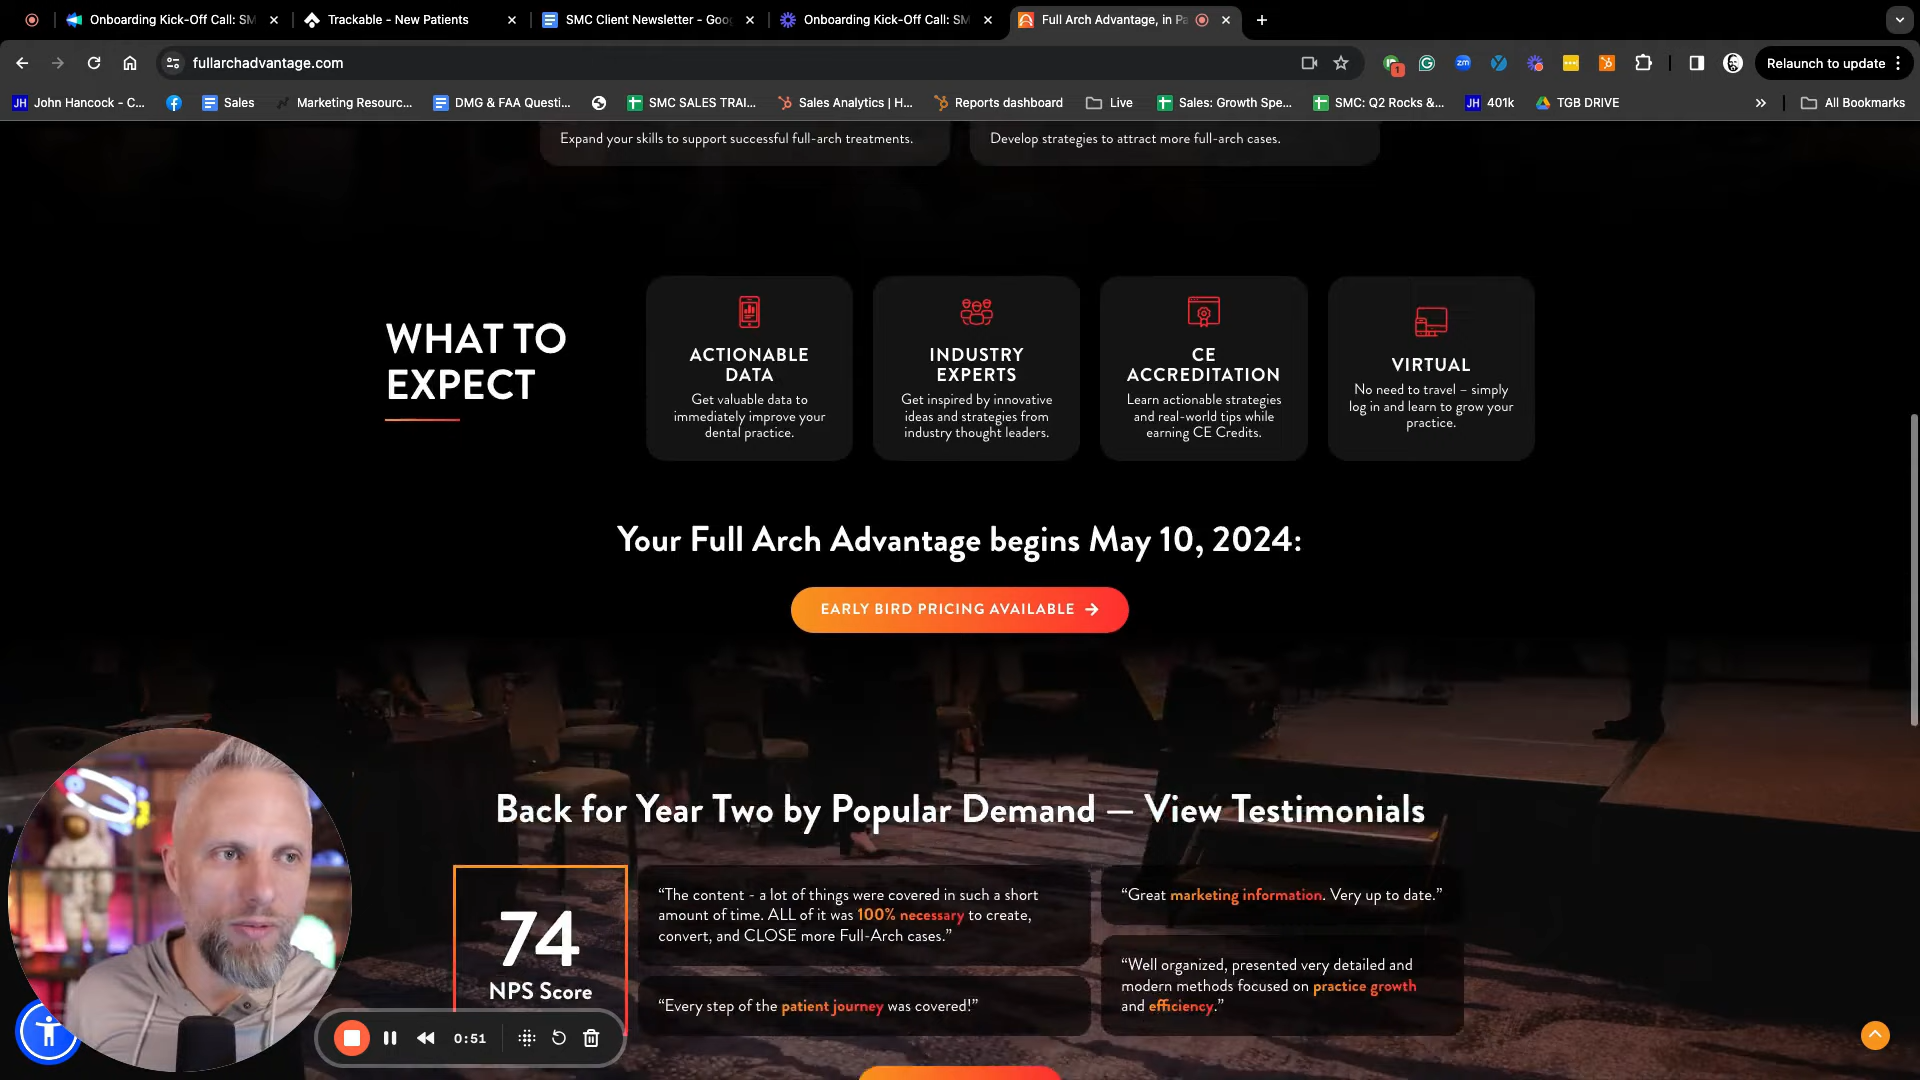 Onboarding Kick-Off Call: SM
Trackable - New Patients
SMC Client Newsletter - Goo
Onboarding Kick-Off Call: SM
Full Arch Advantage, in Pa
fullarchadvantage.com
1
zm
Relaunch to update
JH John Hancock - C...
Sales
Marketing Resourc...
DMG & FAA Questi...
SMC SALES TRAI...
Sales Analytics | H...
Reports dashboard
Live
Sales: Growth Spe...
SMC: Q2 Rocks &...
JH 401k
TGB DRIVE
All Bookmarks
Expand your skills to support successful full-arch treatments.
Develop strategies to attract more full-arch cases.
WHAT TO
EXPECT
ACTIONABLE
DATA
Get valuable data to
immediately improve your
dental practice.
INDUSTRY
EXPERTS
Get inspired by innovative
ideas and strategies from
industry thought leaders.
CE
ACCREDITATION
Learn actionable strategies
and real-world tips while
earning CE Credits.
VIRTUAL
No need to travel – simply
log in and learn to grow your
practice.
Your Full Arch Advantage begins May 10, 2024:
EARLY BIRD PRICING AVAILABLE
Back for Year Two by Popular Demand — View Testimonials
74
NPS Score
“The content - a lot of things were covered in such a short
amount of time. ALL of it was 100% necessary to create,
convert, and CLOSE more Full-Arch cases.”
“Every step of the patient journey was covered!”
“Great marketing information. Very up to date.”
“Well organized, presented very detailed and
modern methods focused on practice growth
and efficiency.”
0:51